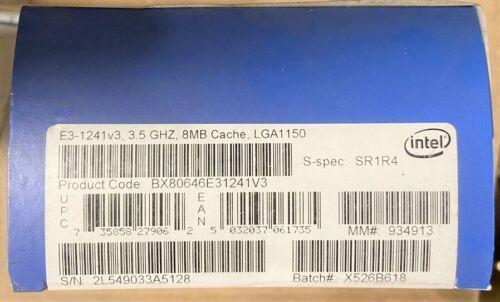 E3-1241v3, 3.5 GHZ, 8MB Cache, LGA1150
intel
S-spec: SR1R4
Product Code: BX80646E31241V3
UPC
7 35858 27906 2
EAN
5 032037 061735
MM#: 934913
S/N: 2L549033A5128
Batch#: X526B618